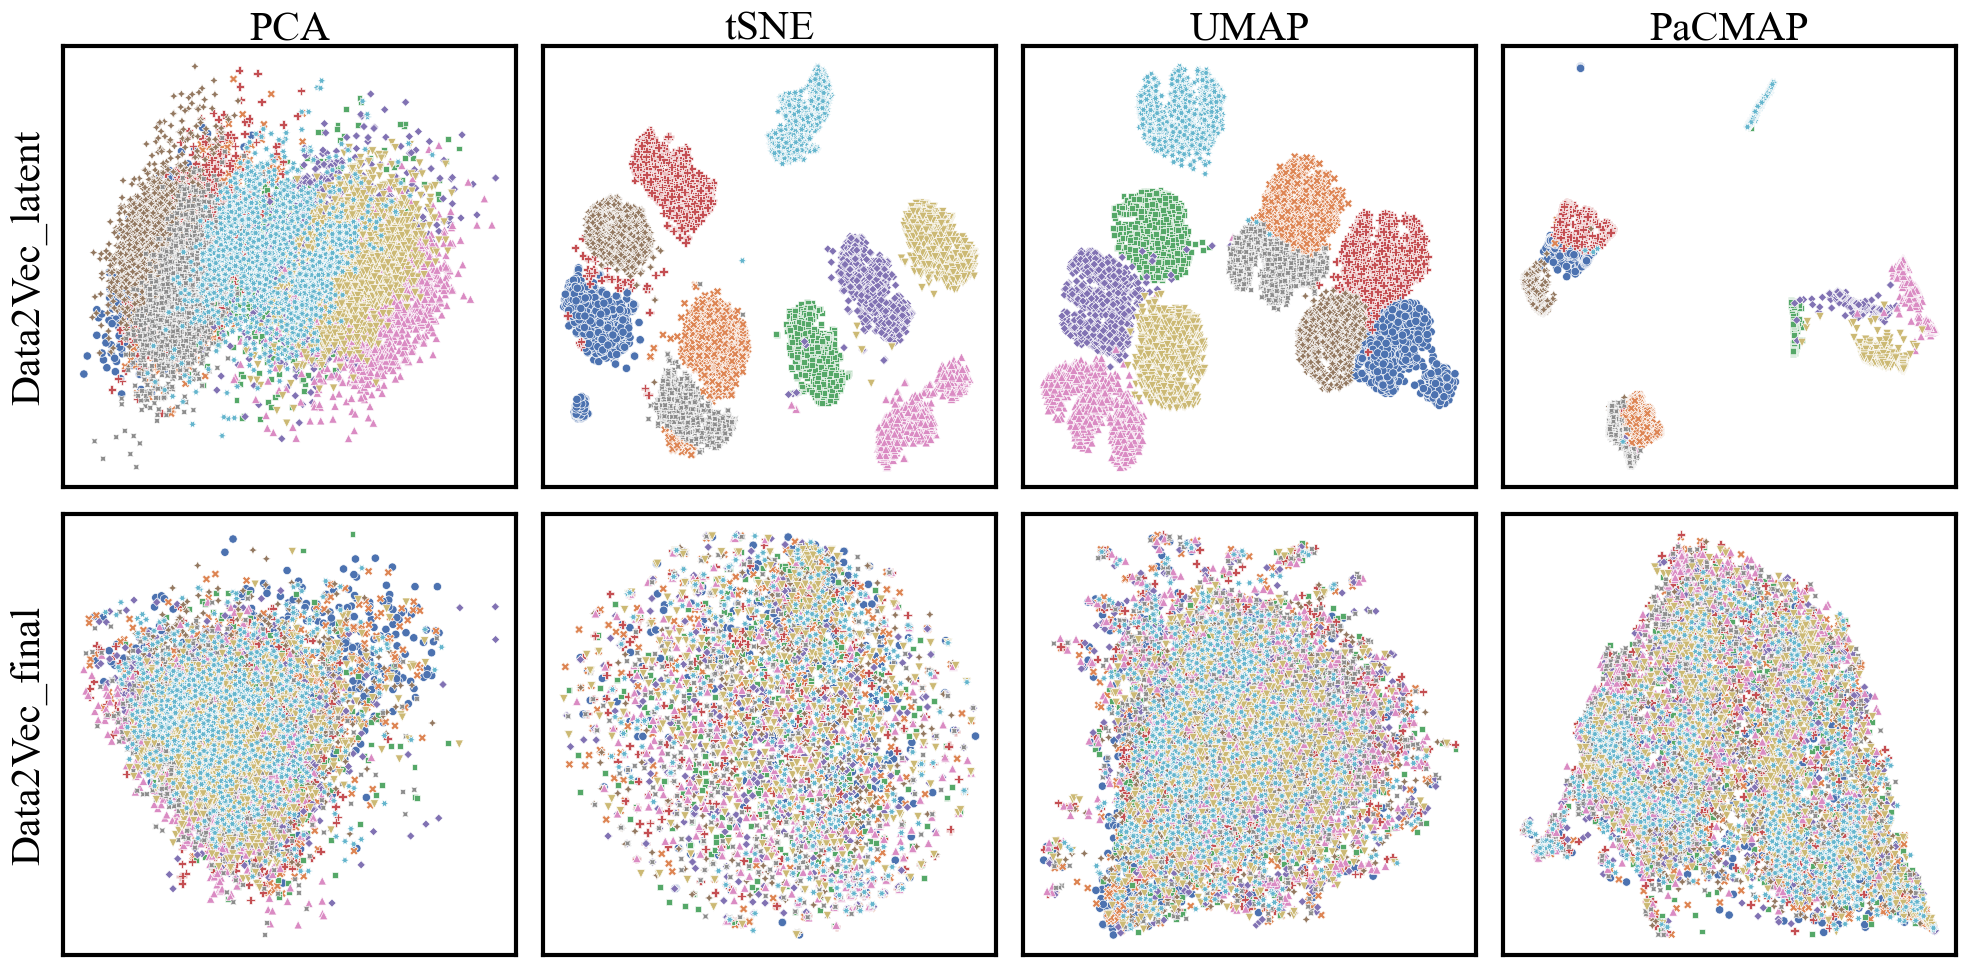 PCA
tSNE
UMAP
PaCMAP
Data2Vec_latent
Data2Vec_final